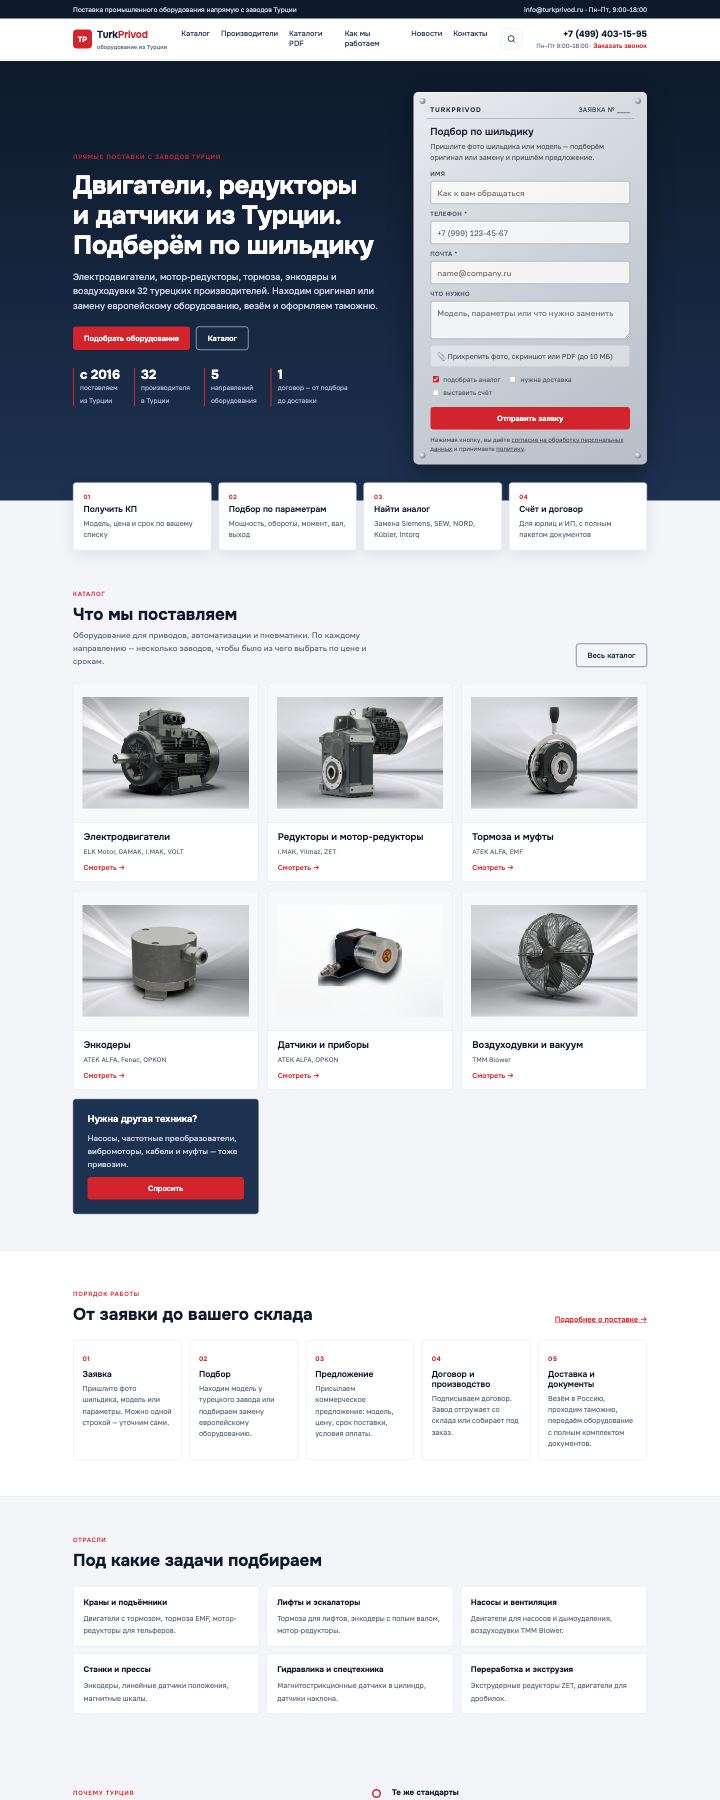 Поставка промышленного оборудования напрямую с заводов Турции
info@turkprivod.ru · Пн–Пт, 9:00–18:00
TP
TurkPrivod
оборудование из Турции
Каталог
Производители
Каталоги PDF
Как мы работаем
Новости
Контакты
+7 (499) 403-15-95
Пн–Пт 9:00–18:00 · Заказать звонок
ПРЯМЫЕ ПОСТАВКИ С ЗАВОДОВ ТУРЦИИ
Двигатели, редукторы
и датчики из Турции.
Подберём по шильдику
Электродвигатели, мотор-редукторы, тормоза, энкодеры и
воздуходувки 32 турецких производителей. Находим оригинал или
замену европейскому оборудованию, везём и оформляем таможню.
Подобрать оборудование
Каталог
с 2016
поставляем
из Турции
32
производителя
в Турции
5
направлений
оборудования
1
договор — от подбора
до доставки
TURKPRIVOD
ЗАЯВКА № ____
Подбор по шильдику
Пришлите фото шильдика или модель — подберём
оригинал или замену и пришлём предложение.
ИМЯ
Как к вам обращаться
ТЕЛЕФОН *
+7 (999) 123-45-67
ПОЧТА *
name@company.ru
ЧТО НУЖНО
Модель, параметры или что нужно заменить
Прикрепить фото, скриншот или PDF (до 10 МБ)
подобрать аналог
нужна доставка
выставить счёт
Отправить заявку
Нажимая кнопку, вы даёте согласие на обработку персональных
данных и принимаете политику.
01
Получить КП
Модель, цена и срок по вашему
списку
02
Подбор по параметрам
Мощность, обороты, момент, вал,
выход
03
Найти аналог
Замена Siemens, SEW, NORD,
Kübler, Intorq
04
Счёт и договор
Для юрлиц и ИП, с полным
пакетом документов
КАТАЛОГ
Что мы поставляем
Оборудование для приводов, автоматизации и пневматики. По каждому
направлению — несколько заводов, чтобы было из чего выбрать по цене и
срокам.
Весь каталог
Электродвигатели
ELK Motor, GAMAK, I.MAK, VOLT
Смотреть →
Редукторы и мотор-редукторы
I.MAK, Yilmaz, ZET
Смотреть →
Тормоза и муфты
ATEK ALFA, EMF
Смотреть →
Энкодеры
ATEK ALFA, Fenac, OPKON
Смотреть →
Датчики и приборы
ATEK ALFA, OPKON
Смотреть →
Воздуходувки и вакуум
TMM Blower
Смотреть →
Нужна другая техника?
Насосы, частотные преобразователи,
вибромоторы, кабели и муфты — тоже
привозим.
Спросить
ПОРЯДОК РАБОТЫ
От заявки до вашего склада
Подробнее о поставке →
01
Заявка
Пришлите фото
шильдика, модель или
параметры. Можно одной
строкой — уточним сами.
02
Подбор
Находим модель у
турецкого завода или
подбираем замену
европейскому
оборудованию.
03
Предложение
Присылаем
коммерческое
предложение: модель,
цену, срок поставки,
условия оплаты.
04
Договор и
производство
Подписываем договор.
Завод отгружает со
склада или собирает под
заказ.
05
Доставка и
документы
Везём в Россию,
проходим таможню,
передаём оборудование
с полным комплектом
документов.
ОТРАСЛИ
Под какие задачи подбираем
Краны и подъёмники
Двигатели с тормозом, тормоза EMF, мотор-
редукторы для тельферов.
Лифты и эскалаторы
Тормоза для лифтов, энкодеры с полым валом,
мотор-редукторы.
Насосы и вентиляция
Двигатели для насосов и дымоудаления,
воздуходувки TMM Blower.
Станки и прессы
Энкодеры, линейные датчики положения,
магнитные шкалы.
Гидравлика и спецтехника
Магнитострикционные датчики в цилиндр,
датчики наклона.
Переработка и экструзия
Экструдерные редукторы ZET, двигатели для
дробилок.
ПОЧЕМУ ТУРЦИЯ
Те же стандарты